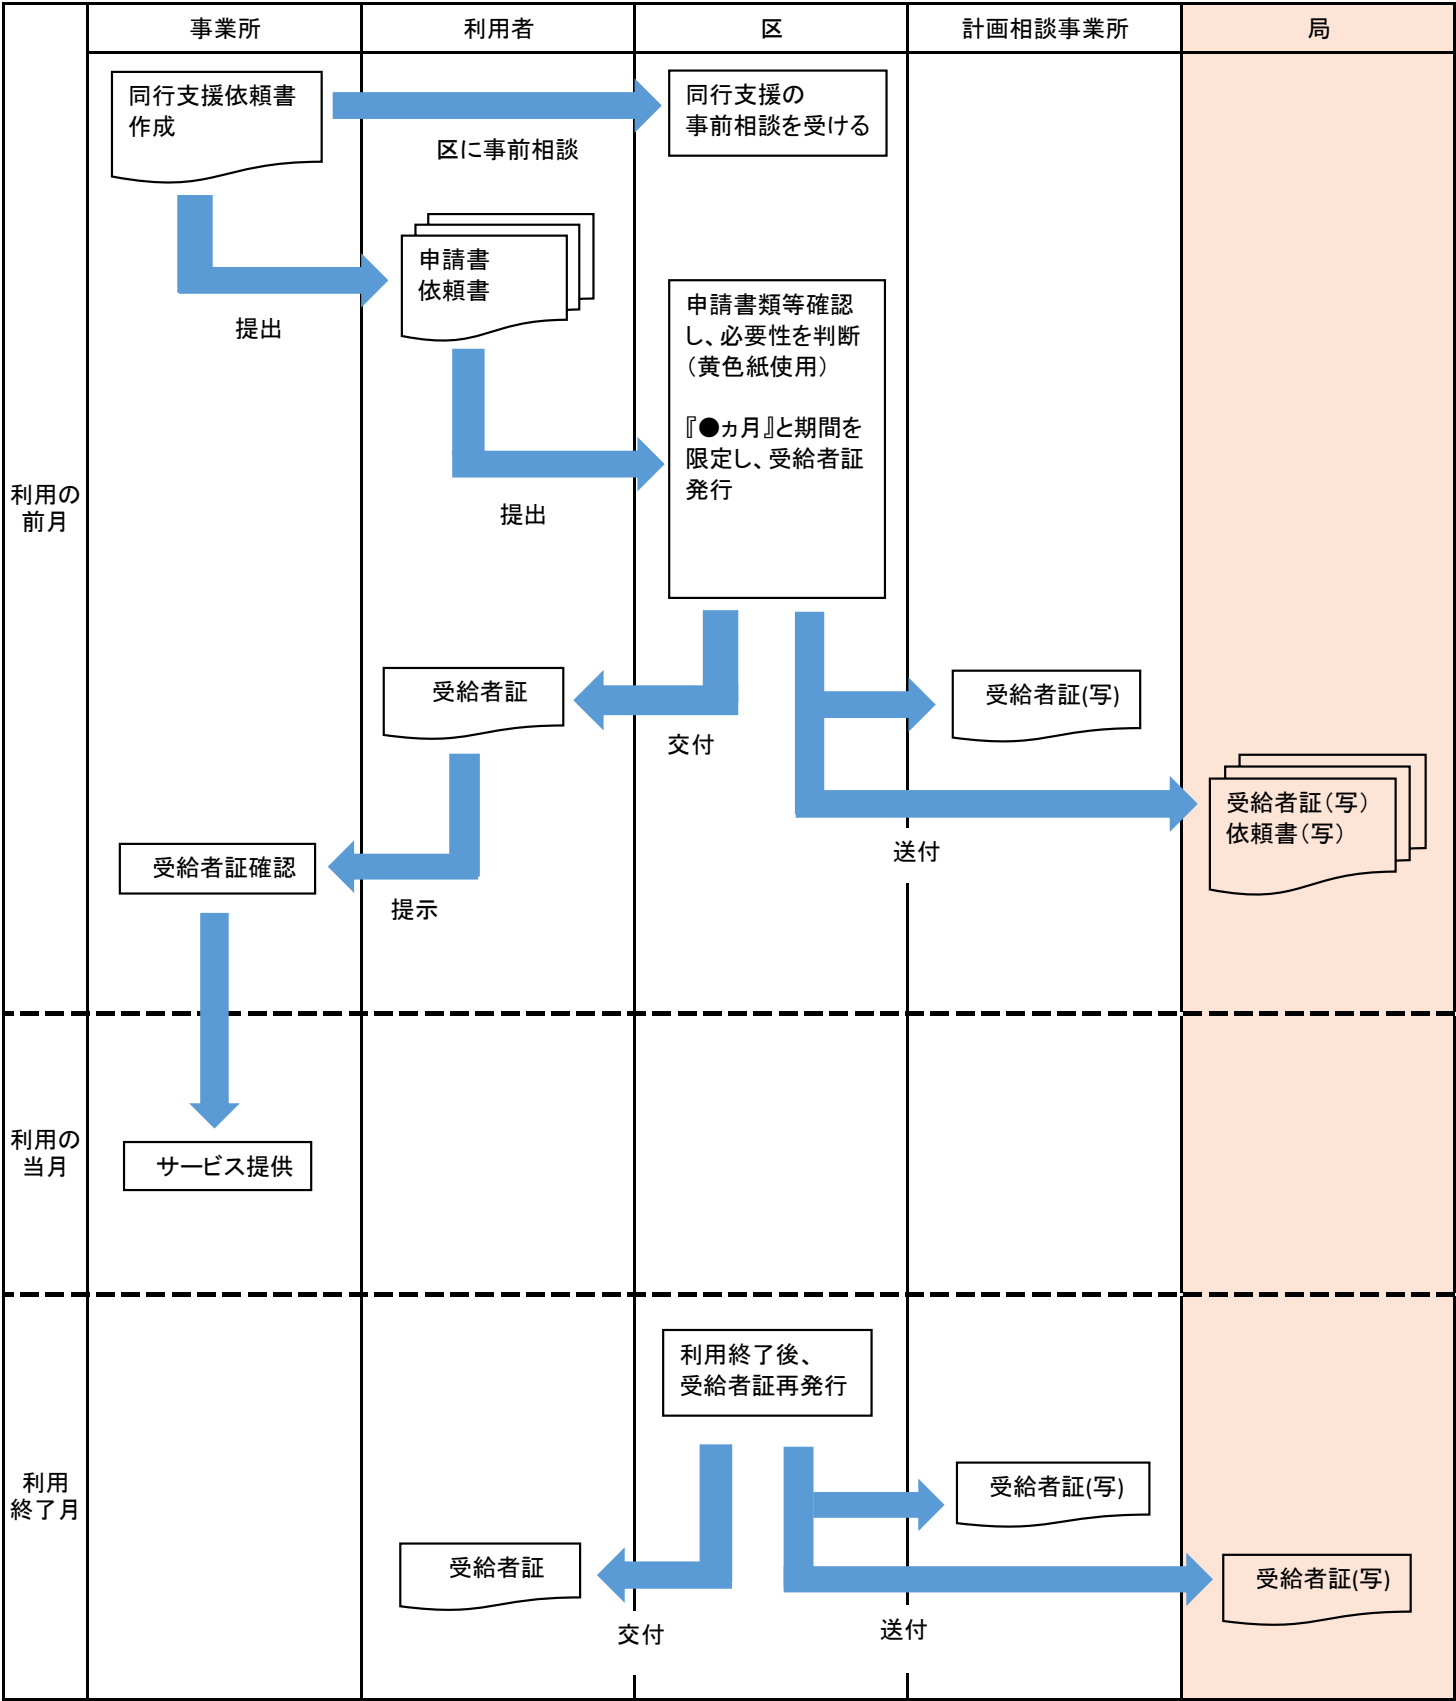 事業所
利用者
区
計画相談事業所
局
利用の
前月
同行支援依頼書
作成
区に事前相談
同行支援の
事前相談を受ける
提出
申請書
依頼書
提出
申請書類等確認
し、必要性を判断
（黄色紙使用）
『●ヵ月』と期間を
限定し、受給者証
発行
受給者証
交付
受給者証(写)
送付
受給者証（写）
依頼書（写）
受給者証確認
提示
利用の
当月
サービス提供
利用
終了月
利用終了後、
受給者証再発行
受給者証(写)
受給者証
交付
送付
受給者証(写)